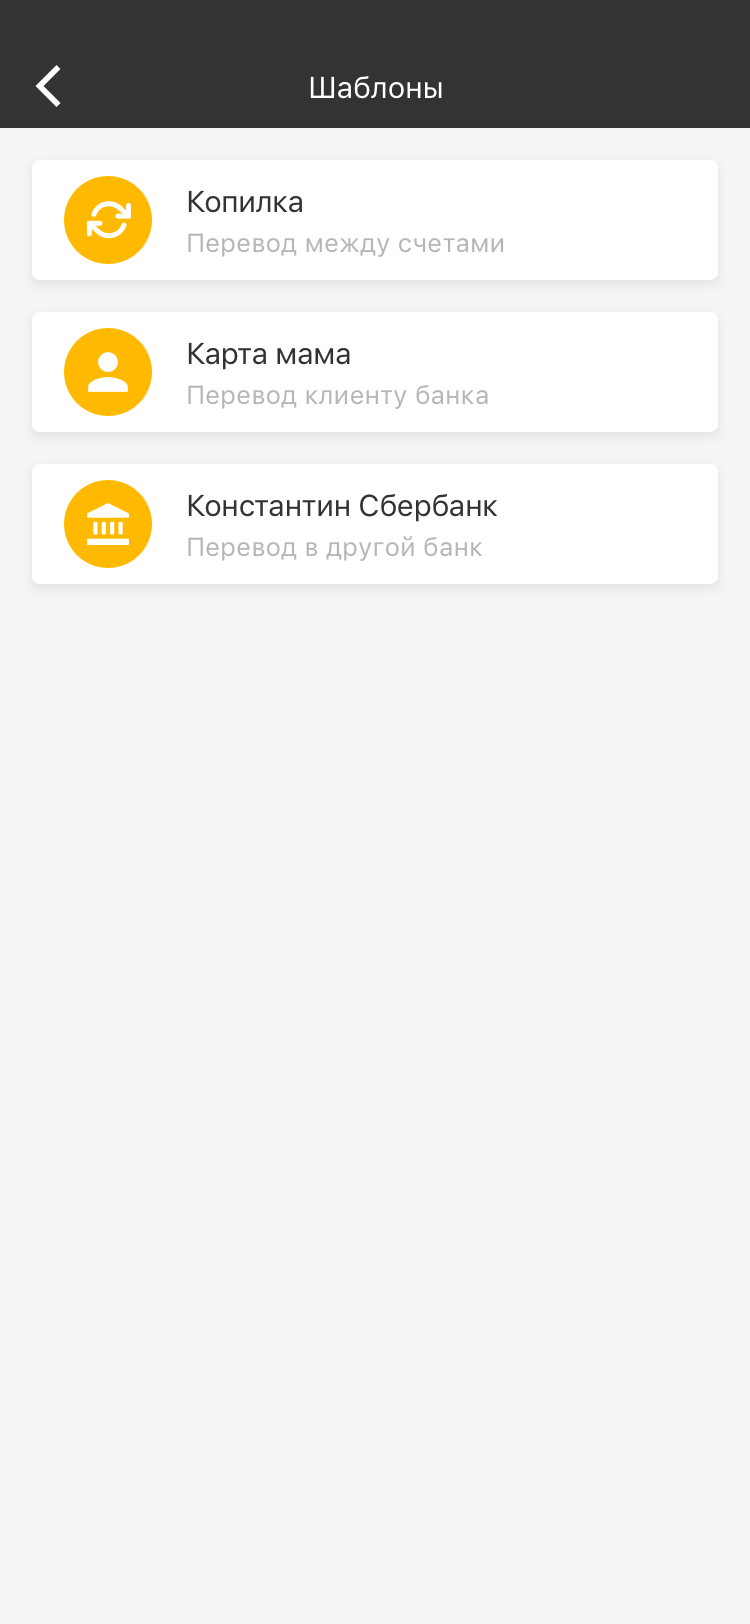 Шаблоны
Копилка
Перевод между счетами
Карта мама
Перевод клиенту банка
Константин Сбербанк
Перевод в другой банк